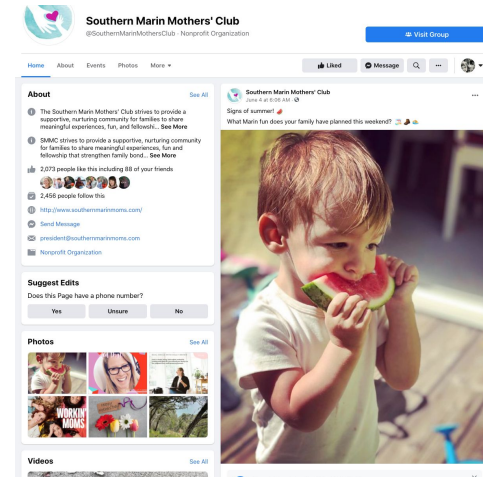 Southern Marin Mothers' Club
@SouthernMarinMothersClub · Nonprofit Organization
Visit Group
Home About Events Photos More
Liked Message
About See All
The Southern Marin Mothers' Club strives to provide a
supportive, nurturing community for families to share
meaningful experiences, fun, and fellowshi... See More
SMMC strives to provide a supportive, nurturing community
for families to share meaningful experiences, fun and
fellowship that strengthen family bond... See More
2,073 people like this including 88 of your friends
2,456 people follow this
http://www.southernmarinmoms.com/
Send Message
president@southernmarinmoms.com
Nonprofit Organization
Suggest Edits
Does this Page have a phone number?
Yes Unsure No
Photos See All
WORKIN'
MOMS
Videos See All
Southern Marin Mothers' Club
June 4 at 6:06 AM ·
Signs of summer!
What Marin fun does your family have planned this weekend?